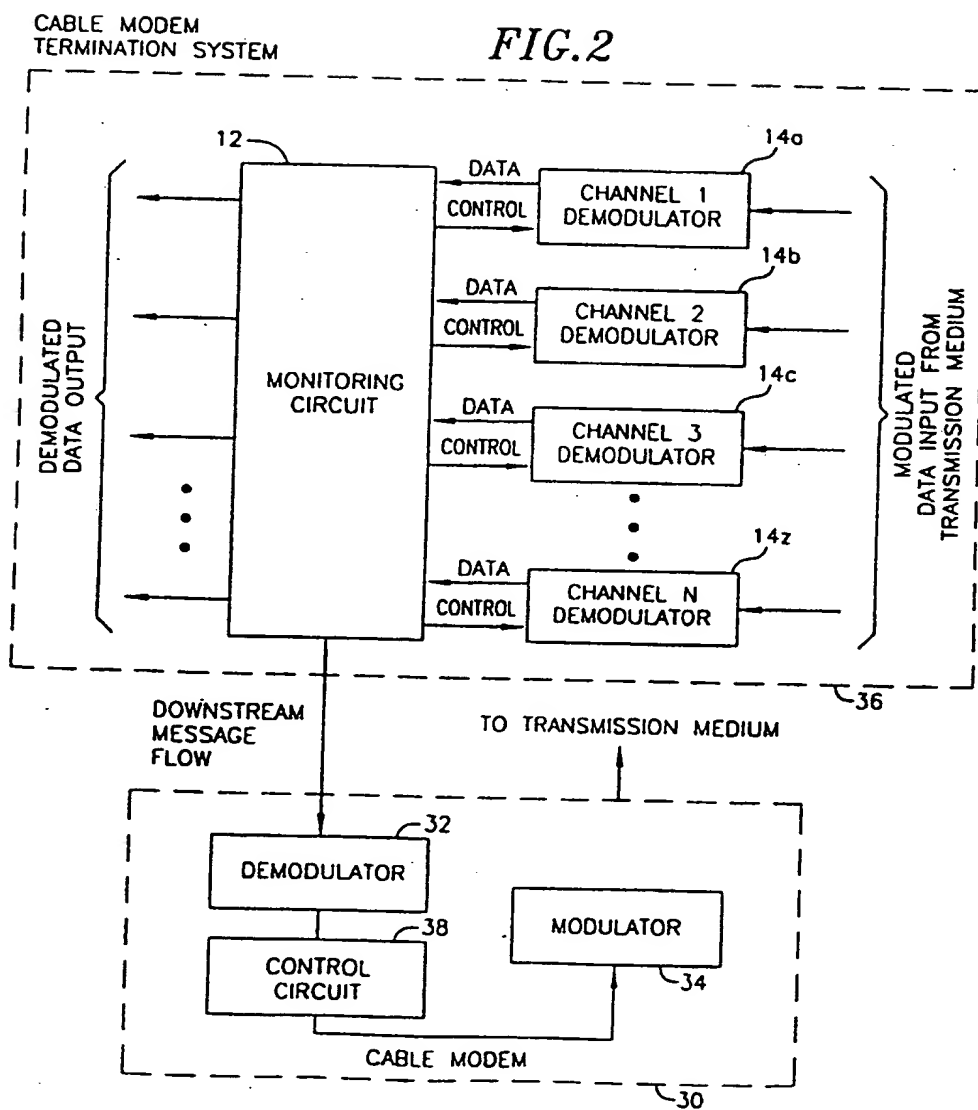 CABLE MODEM
TERMINATION SYSTEM
FIG.2
12
DATA
CONTROL
14a
CHANNEL 1
DEMODULATOR
DATA
CONTROL
14b
CHANNEL 2
DEMODULATOR
DATA
CONTROL
14c
CHANNEL 3
DEMODULATOR
DATA
CONTROL
14z
CHANNEL N
DEMODULATOR
MONITORING
CIRCUIT
DEMODULATED
DATA OUTPUT
MODULATED
DATA INPUT FROM
TRANSMISSION MEDIUM
36
DOWNSTREAM
MESSAGE
FLOW
TO TRANSMISSION MEDIUM
32
DEMODULATOR
38
CONTROL
CIRCUIT
MODULATOR
34
CABLE MODEM
30